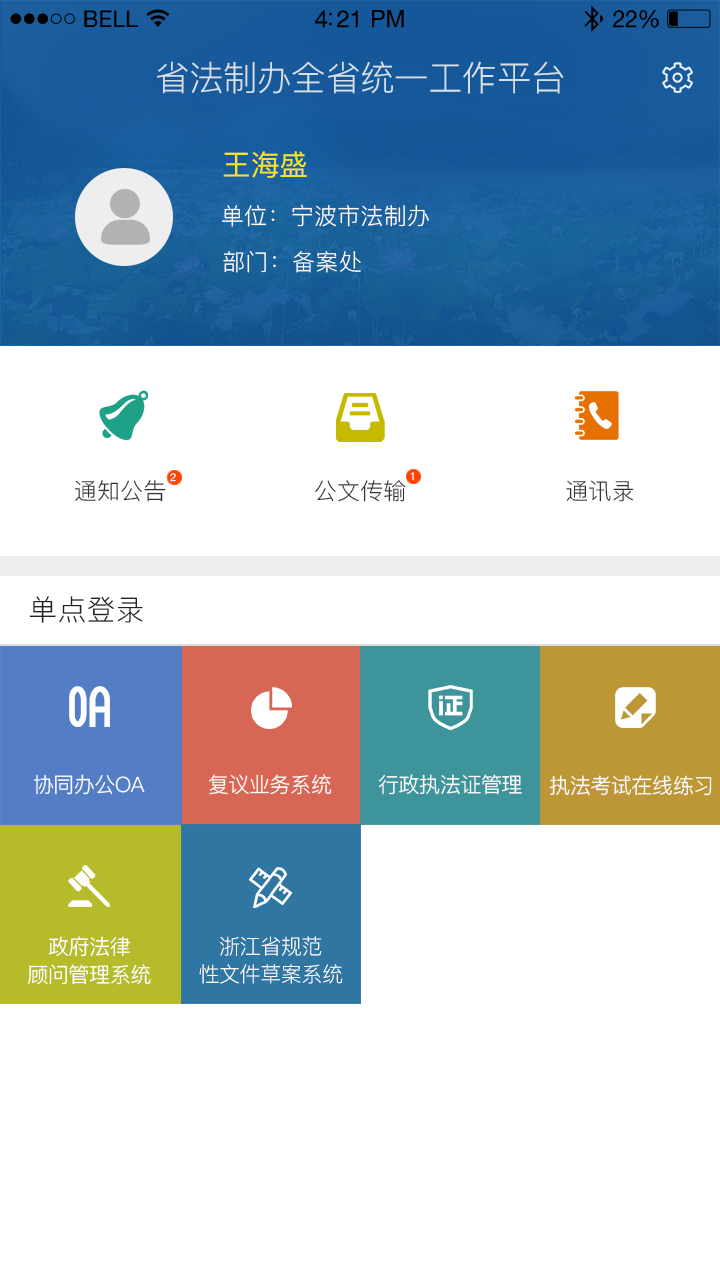 BELL 4:21 PM 22%
省法制办全省统一工作平台
王海盛
单位：宁波市法制办
部门：备案处
通知公告 2
公文传输 1
通讯录
单点登录
OA
协同办公OA
复议业务系统
证
行政执法证管理
执法考试在线练习
政府法律
顾问管理系统
浙江省规范
性文件草案系统